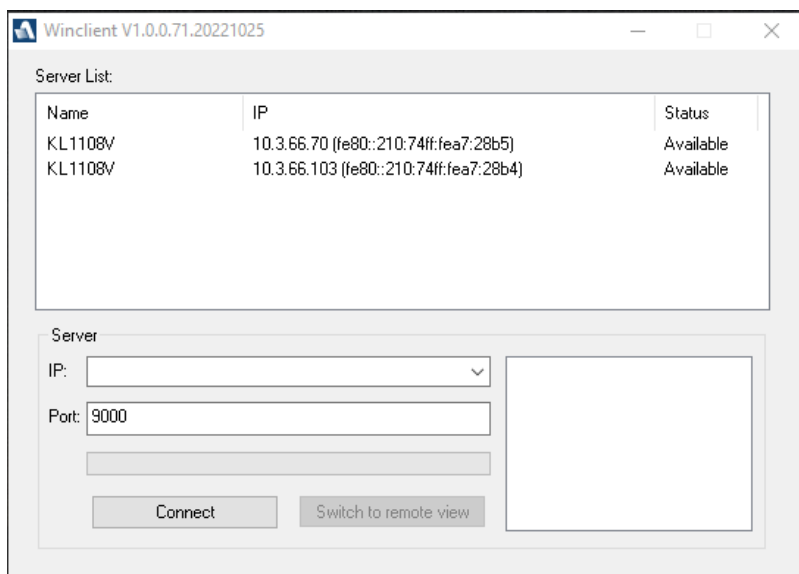 Winclient V1.0.0.71.20221025
Server List:
Name IP Status
KL1108V 10.3.66.70 (fe80::210:74ff:fea7:28b5) Available
KL1108V 10.3.66.103 (fe80::210:74ff:fea7:28b4) Available
Server
IP:
Port: 9000
Connect Switch to remote view